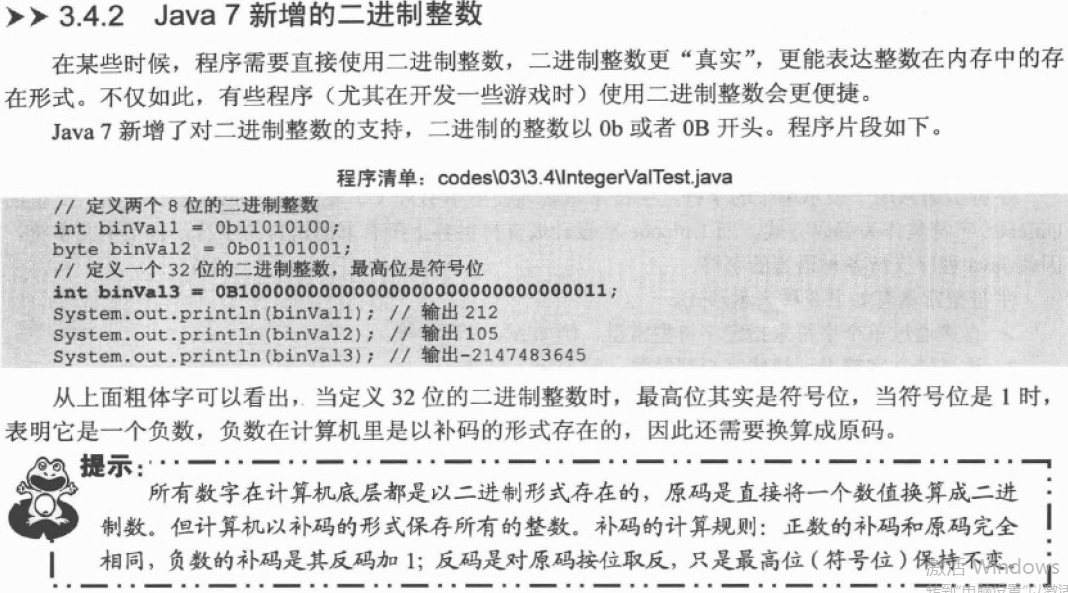 ➤➤ 3.4.2 Java 7 新增的二进制整数
在某些时候，程序需要直接使用二进制整数，二进制整数更“真实”，更能表达整数在内存中的存
在形式。不仅如此，有些程序（尤其在开发一些游戏时）使用二进制整数会更便捷。
Java 7 新增了对二进制整数的支持，二进制的整数以 0b 或者 0B 开头。程序片段如下。
程序清单：codes\03\3.4\IntegerValTest.java
// 定义两个 8 位的二进制整数
int binVal1 = 0b11010100;
byte binVal2 = 0b01101001;
// 定义一个 32 位的二进制整数，最高位是符号位
int binVal3 = 0B10000000000000000000000000000011;
System.out.println(binVal1); // 输出 212
System.out.println(binVal2); // 输出 105
System.out.println(binVal3); // 输出-2147483645
从上面粗体字可以看出，当定义 32 位的二进制整数时，最高位其实是符号位，当符号位是 1 时，
表明它是一个负数，负数在计算机里是以补码的形式存在的，因此还需要换算成原码。
提示：
所有数字在计算机底层都是以二进制形式存在的，原码是直接将一个数值换算成二进
制数。但计算机以补码的形式保存所有的整数。补码的计算规则：正数的补码和原码完全
相同，负数的补码是其反码加 1；反码是对原码按位取反，只是最高位（符号位）保持不变。
激活 Windows